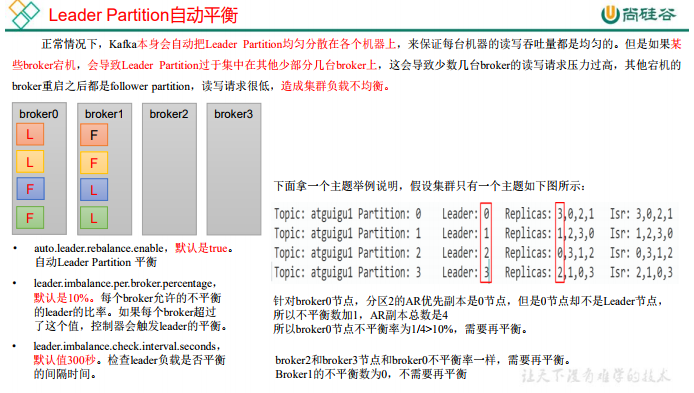 Leader Partition自动平衡
尚硅谷
正常情况下，Kafka本身会自动把Leader Partition均匀分散在各个机器上，来保证每台机器的读写吞吐量都是均匀的。但是如果某
些broker宕机，会导致Leader Partition过于集中在其他少部分几台broker上，这会导致少数几台broker的读写请求压力过高，其他宕机的
broker重启之后都是follower partition，读写请求很低，造成集群负载不均衡。
broker0 broker1 broker2 broker3
L F
L F
F L
F L
• auto.leader.rebalance.enable，默认是true。
自动Leader Partition 平衡
• leader.imbalance.per.broker.percentage，
默认是10%。每个broker允许的不平衡
的leader的比率。如果每个broker超过
了这个值，控制器会触发leader的平衡。
• leader.imbalance.check.interval.seconds，
默认值300秒。检查leader负载是否平衡
的间隔时间。
下面拿一个主题举例说明，假设集群只有一个主题如下图所示：
Topic: atguigu1 Partition: 0 Leader: 0 Replicas: 3,0,2,1 Isr: 3,0,2,1
Topic: atguigu1 Partition: 1 Leader: 1 Replicas: 1,2,3,0 Isr: 1,2,3,0
Topic: atguigu1 Partition: 2 Leader: 2 Replicas: 0,3,1,2 Isr: 0,3,1,2
Topic: atguigu1 Partition: 3 Leader: 3 Replicas: 2,1,0,3 Isr: 2,1,0,3
针对broker0节点，分区2的AR优先副本是0节点，但是0节点却不是Leader节点，
所以不平衡数加1，AR副本总数是4
所以broker0节点不平衡率为1/4>10%，需要再平衡。
broker2和broker3节点和broker0不平衡率一样，需要再平衡。
Broker1的不平衡数为0，不需要再平衡
让天下没有难学的技术